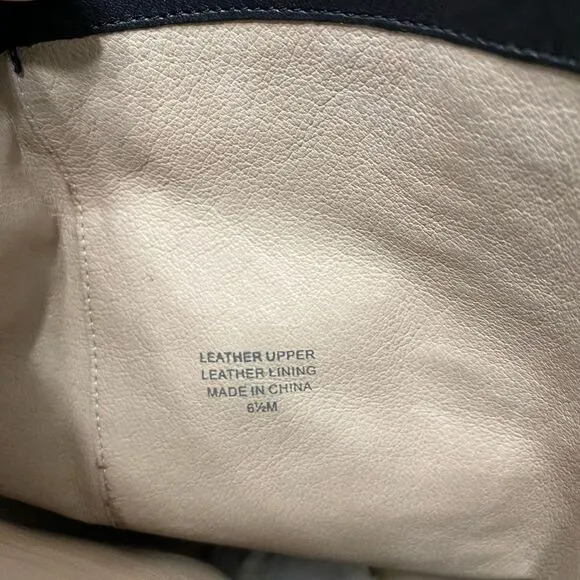 LEATHER UPPER
LEATHER LINING
MADE IN CHINA
6½M